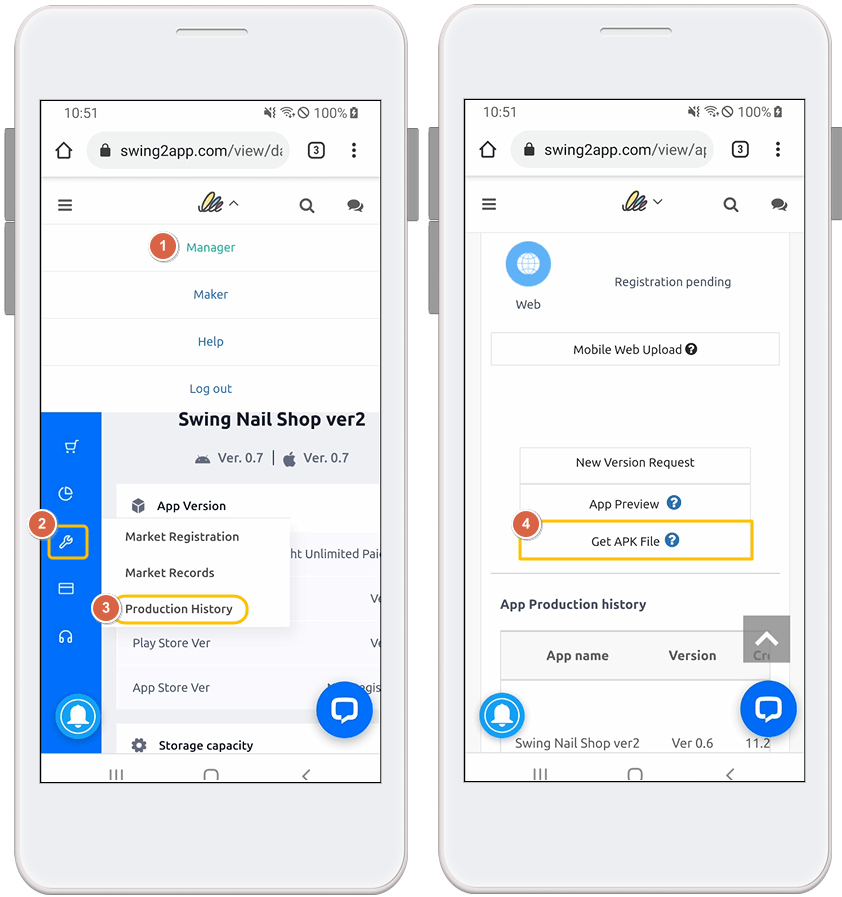 10:51
100%
swing2app.com/view/da
3
1
Manager
Maker
Help
Log out
Swing Nail Shop ver2
Ver. 0.7 | Ver. 0.7
App Version
2
Market Registration
ht Unlimited Paid
Market Records
3
Production History
Play Store Ver
App Store Ver
Storage capacity
10:51
100%
swing2app.com/view/ap
3
Registration pending
Web
Mobile Web Upload ?
New Version Request
App Preview ?
4
Get APK File ?
App Production history
App name
Version
Swing Nail Shop ver2
Ver 0.6
11.2